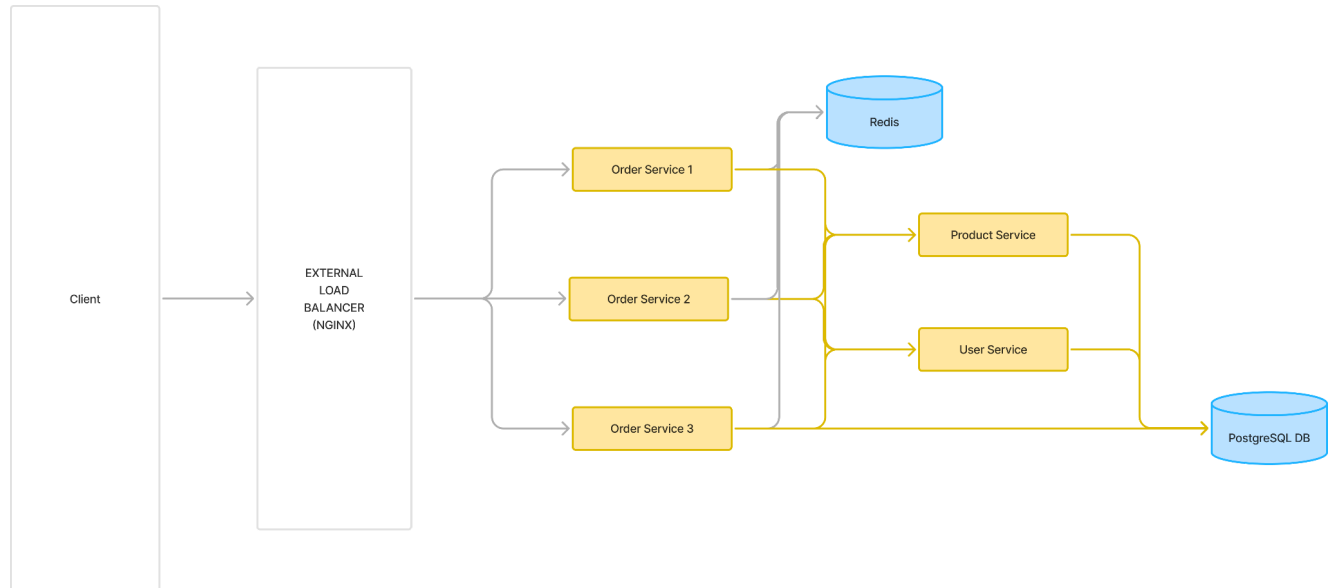 Client
EXTERNAL
LOAD
BALANCER
(NGINX)
Order Service 1
Order Service 2
Order Service 3
Redis
Product Service
User Service
PostgreSQL DB